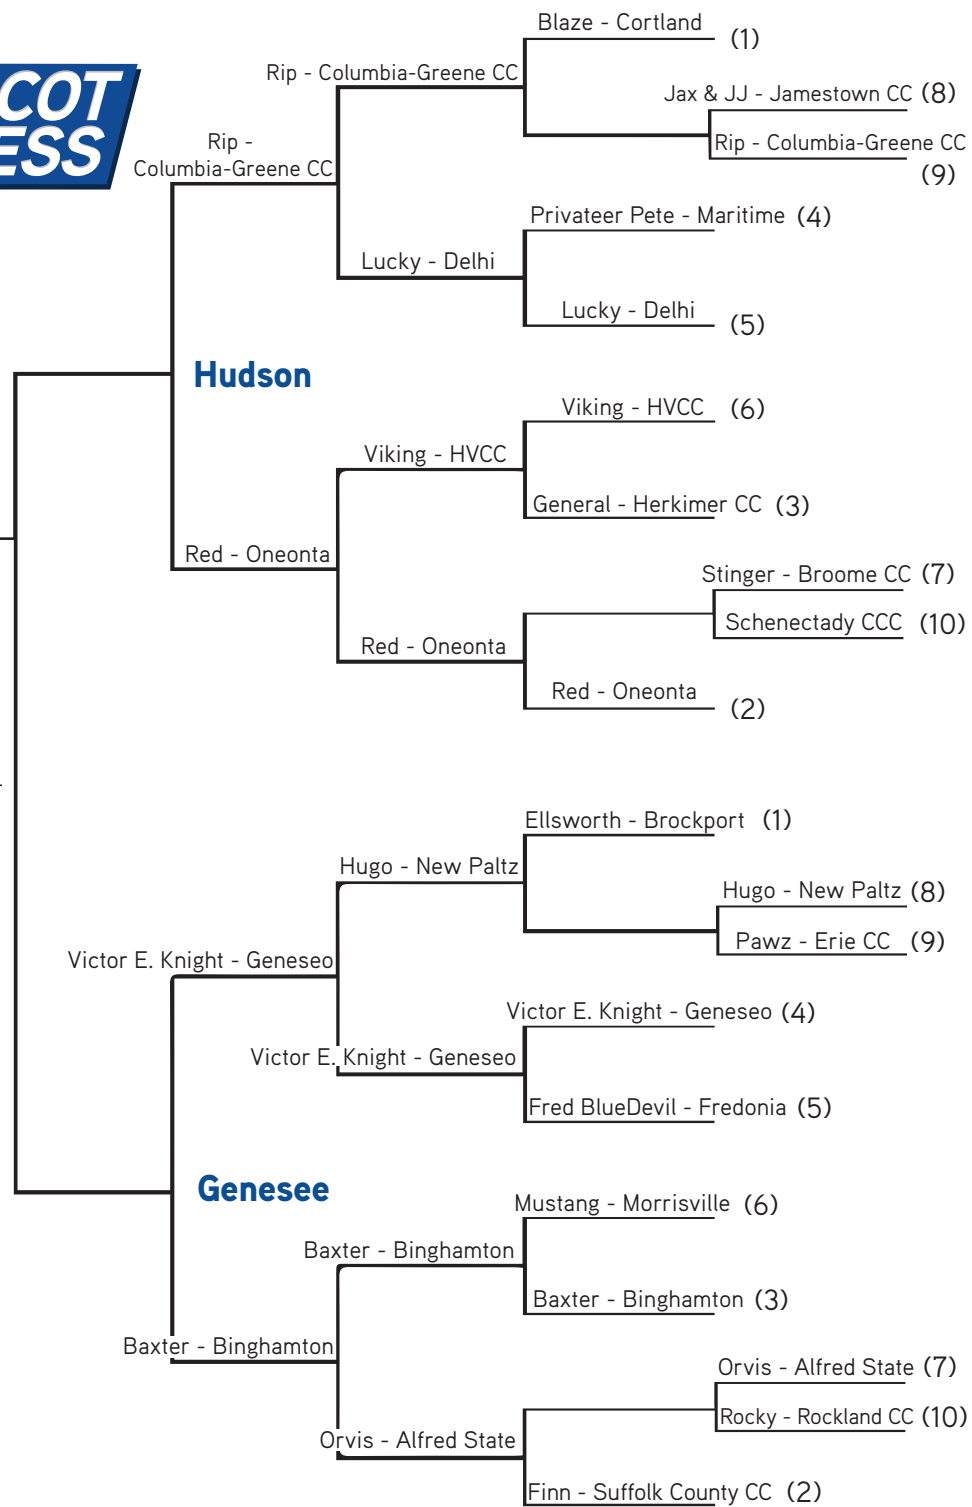 COT
ESS
Blaze - Cortland (1)
Rip - Columbia-Greene CC
Jax & JJ - Jamestown CC (8)
Rip -
Columbia-Greene CC
Rip - Columbia-Greene CC
(9)
Privateer Pete - Maritime (4)
Lucky - Delhi
Lucky - Delhi (5)
Hudson
Viking - HVCC (6)
Viking - HVCC
General - Herkimer CC (3)
Red - Oneonta
Stinger - Broome CC (7)
Schenectady CCC (10)
Red - Oneonta
Red - Oneonta (2)
Ellsworth - Brockport (1)
Hugo - New Paltz
Hugo - New Paltz (8)
Pawz - Erie CC (9)
Victor E. Knight - Geneseo
Victor E. Knight - Geneseo (4)
Victor E. Knight - Geneseo
Fred BlueDevil - Fredonia (5)
Genesee
Mustang - Morrisville (6)
Baxter - Binghamton
Baxter - Binghamton (3)
Baxter - Binghamton
Orvis - Alfred State (7)
Rocky - Rockland CC (10)
Orvis - Alfred State
Finn - Suffolk County CC (2)